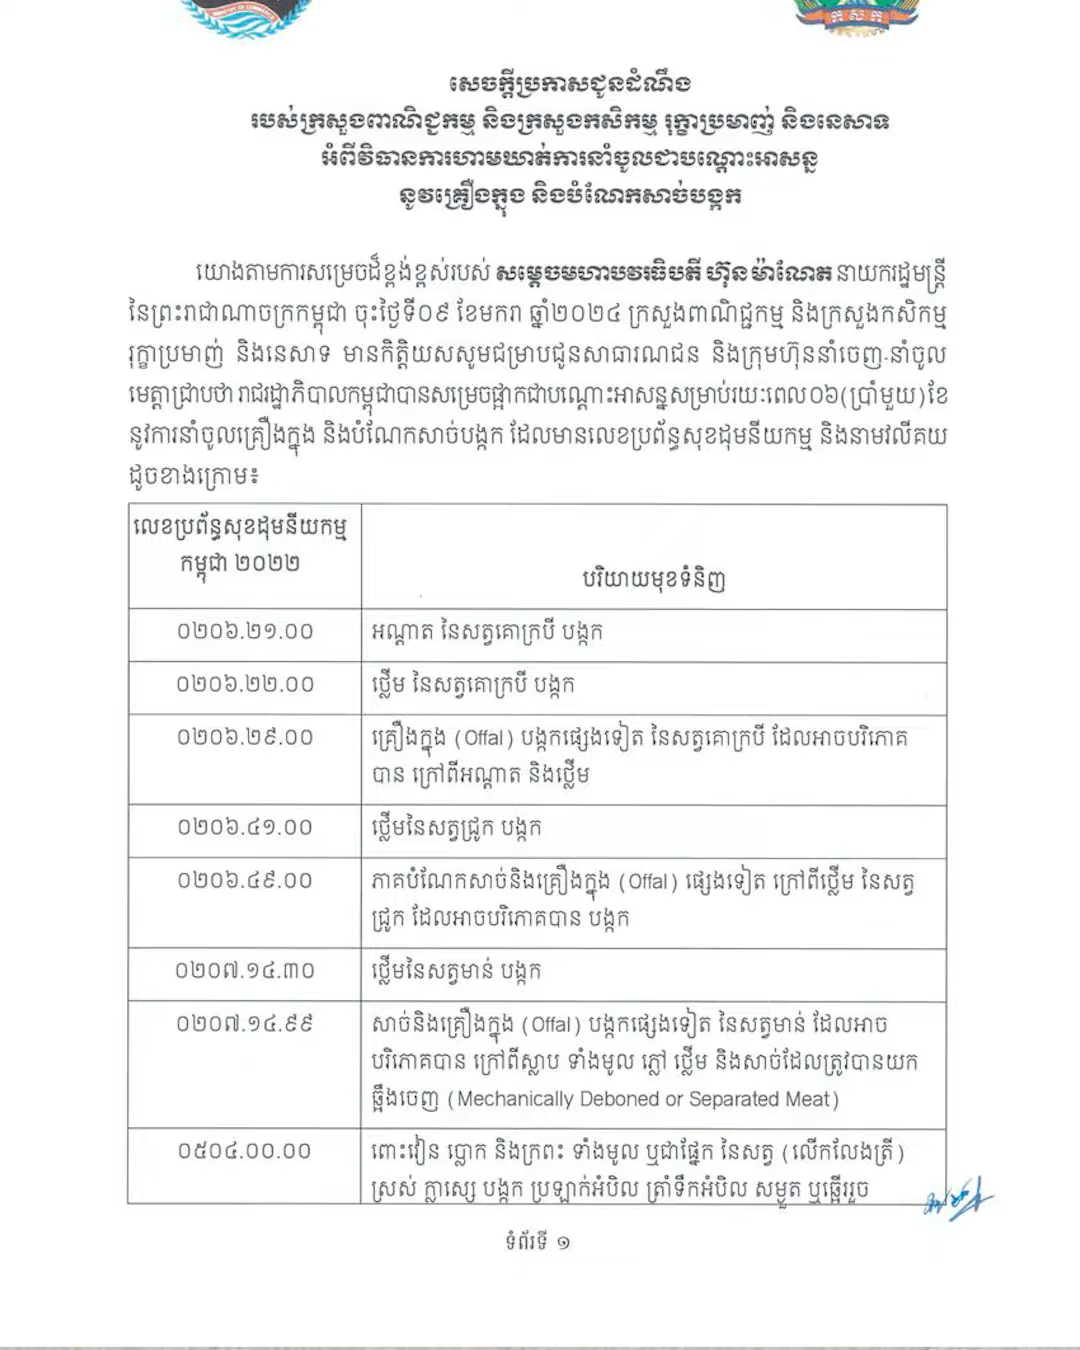 MINISTRY OF COMMERCE
ក ស ក
សេចក្តីប្រកាសជូនដំណឹង
របស់ក្រសួងពាណិជ្ជកម្ម និងក្រសួងកសិកម្ម រុក្ខាប្រមាញ់ និងនេសាទ
អំពីវិធានការហាមឃាត់ការនាំចូលជាបណ្តោះអាសន្ន
នូវគ្រឿងក្នុង និងបំណែកសាច់បង្កក
យោងតាមការសម្រេចដ៏ខ្ពង់ខ្ពស់របស់ សម្តេចមហាបវរធិបតី ហ៊ុន ម៉ាណែត នាយករដ្ឋមន្ត្រី
នៃព្រះរាជាណាចក្រកម្ពុជា ចុះថ្ងៃទី០៩ ខែមករា ឆ្នាំ២០២៤ ក្រសួងពាណិជ្ជកម្ម និងក្រសួងកសិកម្ម
រុក្ខាប្រមាញ់ និងនេសាទ មានកិត្តិយសសូមជម្រាបជូនសាធារណជន និងក្រុមហ៊ុននាំចេញ-នាំចូល
មេត្តាជ្រាបថា រាជរដ្ឋាភិបាលកម្ពុជាបានសម្រេចផ្អាកជាបណ្តោះអាសន្នសម្រាប់រយៈពេល ០៦(ប្រាំមួយ)ខែ
នូវការនាំចូលគ្រឿងក្នុង និងបំណែកសាច់បង្កក ដែលមានលេខប្រព័ន្ធសុខដុមនីយកម្ម និងនាមវលីគយ
ដូចខាងក្រោម៖
លេខប្រព័ន្ធសុខដុមនីយកម្ម
កម្ពុជា ២០២២
បរិយាយមុខទំនិញ
០២០៦.២១.00 អណ្តាត នៃសត្វគោក្របី បង្កក
០២០៦.២២.00 ថ្លើម នៃសត្វគោក្របី បង្កក
០២០៦.២៩.00 គ្រឿងក្នុង (Offal) បង្កកផ្សេងទៀត នៃសត្វគោក្របី ដែលអាចបរិភោគ
បាន ក្រៅពីអណ្តាត និងថ្លើម
០២០៦.៤១.00 ថ្លើមនៃសត្វជ្រូក បង្កក
០២០៦.៤៩.00 ភាគបំណែកសាច់និងគ្រឿងក្នុង (Offal) ផ្សេងទៀត ក្រៅពីថ្លើម នៃសត្វ
ជ្រូក ដែលអាចបរិភោគបាន បង្កក
០២០៧.១៤.៣០ ថ្លើមនៃសត្វមាន់ បង្កក
០២០៧.១៤.៩៩ សាច់និងគ្រឿងក្នុង (Offal) បង្កកផ្សេងទៀត នៃសត្វមាន់ ដែលអាច
បរិភោគបាន ក្រៅពីស្លាប ទាំងមូល ភ្លៅ ថ្លើម និងសាច់ដែលត្រូវបានយក
ឆ្អឹងចេញ (Mechanically Deboned or Separated Meat)
០៥០៤.00.00 ពោះវៀន ប្លោក និងក្រពះ ទាំងមូល ឬជាផ្នែក នៃសត្វ (លើកលែងត្រី)
ស្រស់ ក្លាស្សេ បង្កក ប្រឡាក់អំបិល ត្រាំទឹកអំបិល សម្ងួត ឬឆ្អើររួច
ទំព័រទី ១